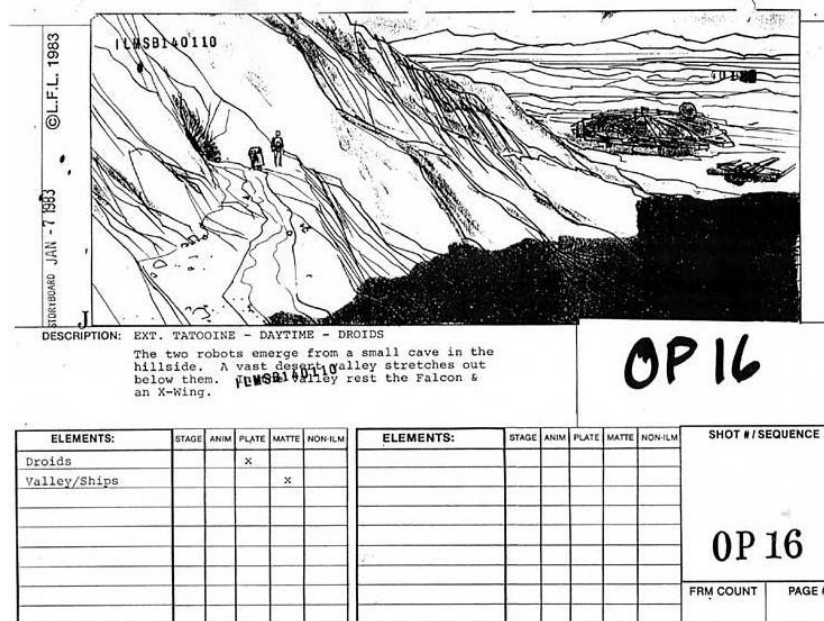 ILMSB140110
©L.F.L. 1983
STORYBOARD JAN - 7 1983
J
DESCRIPTION: EXT. TATOOINE - DAYTIME - DROIDS
The two robots emerge from a small cave in the
hillside. A vast desert valley stretches out
below them. valley rest the Falcon &
ILMSB140110
an X-Wing.
OP 16
ELEMENTS: STAGE ANIM PLATE MATTE NON-ILM ELEMENTS: STAGE ANIM PLATE MATTE NON-ILM SHOT # / SEQUENCE
Droids x
Valley/Ships x
OP 16
FRM COUNT PAGE